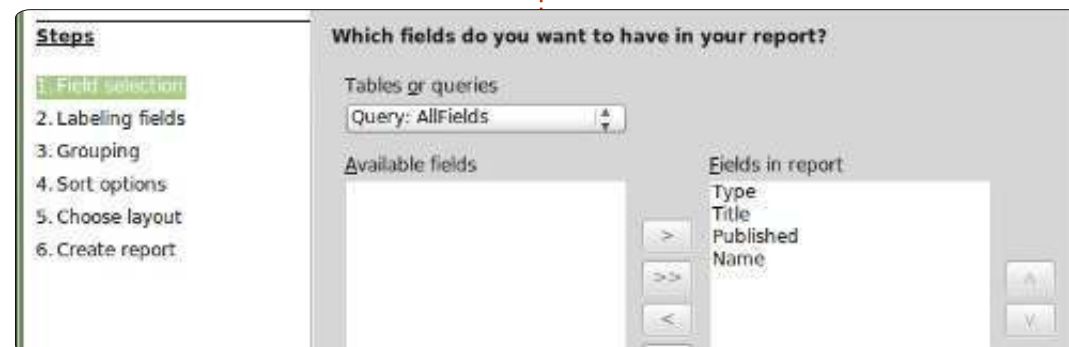 Steps
1. Field selection
2. Labeling fields
3. Grouping
4. Sort options
5. Choose layout
6. Create report
Which fields do you want to have in your report?
Tables or queries
Query: AllFields
Available fields
>
>>
<
Fields in report
Type
Title
Published
Name
^
v